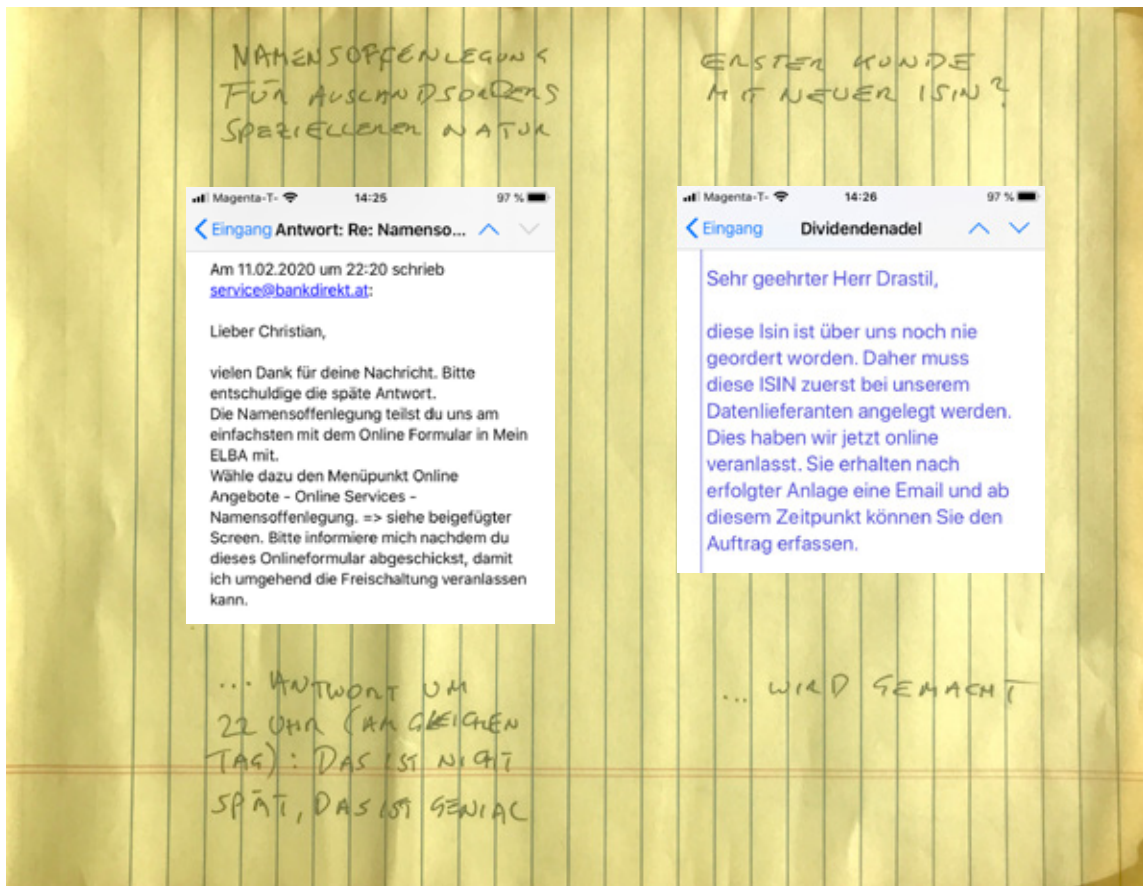 NAMENSOFFENLEGUNG
FÜR AUSLANDSORDERS
SPEZIELLERER NATUR
Magenta-T- 14:25 97 %
Eingang Antwort: Re: Namenso...
Am 11.02.2020 um 22:20 schrieb
service@bankdirekt.at:
Lieber Christian,
vielen Dank für deine Nachricht. Bitte
entschuldige die späte Antwort.
Die Namensoffenlegung teilst du uns am
einfachsten mit dem Online Formular in Mein
ELBA mit.
Wähle dazu den Menüpunkt Online
Angebote - Online Services -
Namensoffenlegung. => siehe beigefügter
Screen. Bitte informiere mich nachdem du
dieses Onlineformular abgeschickst, damit
ich umgehend die Freischaltung veranlassen
kann.
... ANTWORT UM
22 UHR (AM GLEICHEN
TAG): DAS IST NICHT
SPÄT, DAS IST GENIAL
ERSTER KUNDE
MIT NEUER ISIN?
Magenta-T- 14:26 97 %
Eingang Dividendenadel
Sehr geehrter Herr Drastil,
diese Isin ist über uns noch nie
geordert worden. Daher muss
diese ISIN zuerst bei unserem
Datenlieferanten angelegt werden.
Dies haben wir jetzt online
veranlasst. Sie erhalten nach
erfolgter Anlage eine Email und ab
diesem Zeitpunkt können Sie den
Auftrag erfassen.
... WIRD GEMACHT